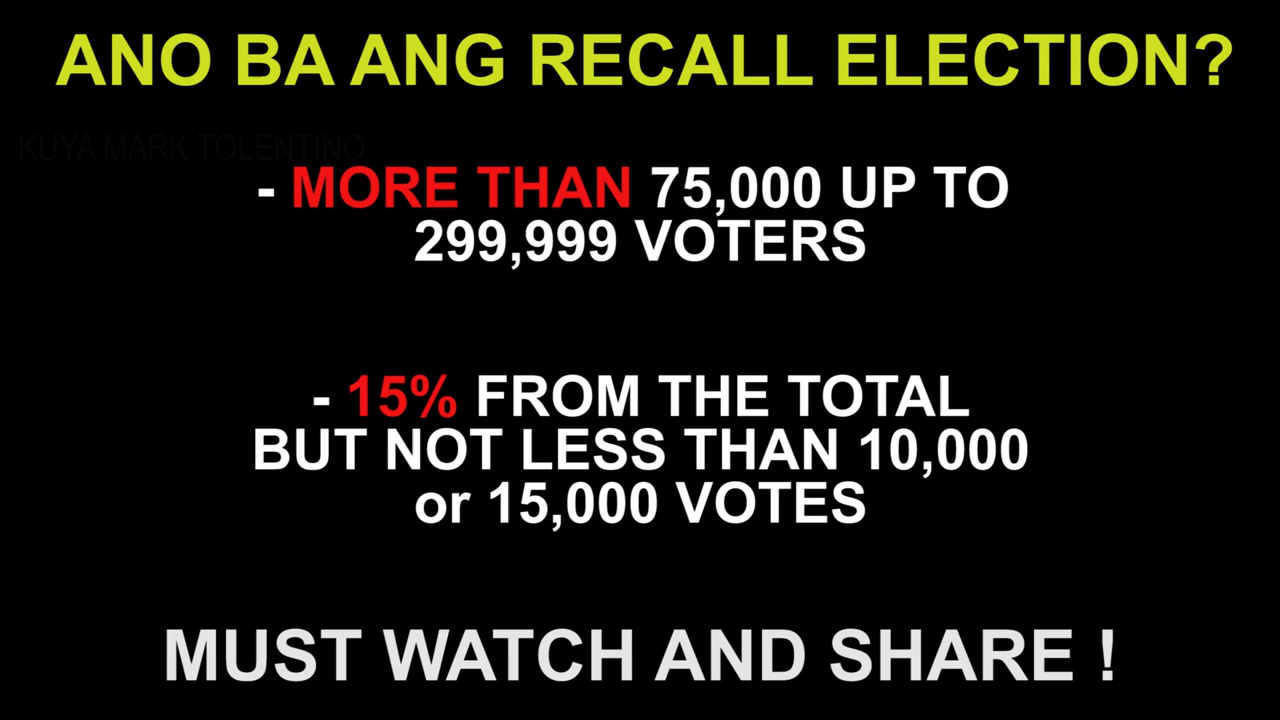 ANO BA ANG RECALL ELECTION?
KUYA MARK TOLENTINO
- MORE THAN 75,000 UP TO
299,999 VOTERS
- 15% FROM THE TOTAL
BUT NOT LESS THAN 10,000
or 15,000 VOTES
MUST WATCH AND SHARE !